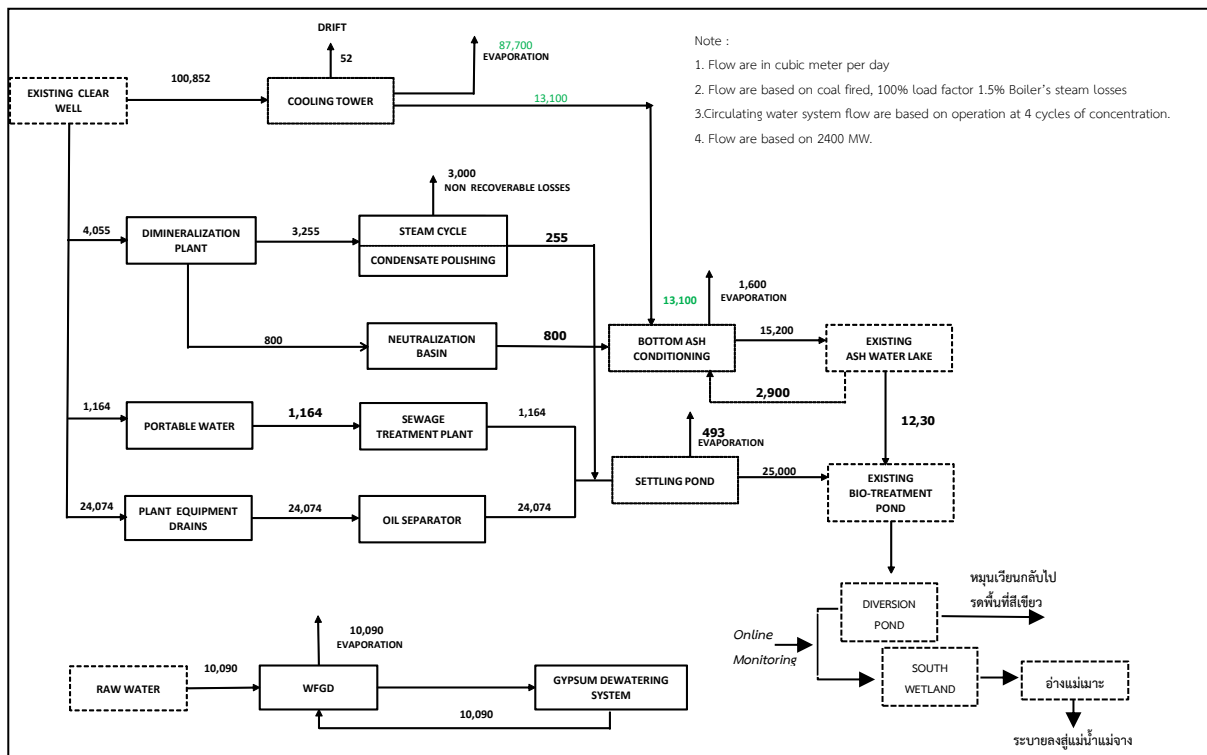 DRIFT
52
87,700
EVAPORATION
Note :
1. Flow are in cubic meter per day
2. Flow are based on coal fired, 100% load factor 1.5% Boiler's steam losses
3.Circulating water system flow are based on operation at 4 cycles of concentration.
4. Flow are based on 2400 MW.
EXISTING CLEAR
WELL
100,852
COOLING TOWER
13,100
3,000
NON RECOVERABLE LOSSES
4,055
DIMINERALIZATION
PLANT
3,255
STEAM CYCLE
CONDENSATE POLISHING
255
800
NEUTRALIZATION
BASIN
800
13,100
1,600
EVAPORATION
BOTTOM ASH
CONDITIONING
15,200
EXISTING
ASH WATER LAKE
2,900
12,30
1,164
PORTABLE WATER
1,164
SEWAGE
TREATMENT PLANT
1,164
493
EVAPORATION
24,074
PLANT EQUIPMENT
DRAINS
24,074
OIL SEPARATOR
24,074
SETTLING POND
25,000
EXISTING
BIO-TREATMENT
POND
DIVERSION
POND
หมุนเวียนกลับไป
รดพื้นที่สีเขียว
Online
Monitoring
SOUTH
WETLAND
อ่างแม่เมาะ
ระบายลงสู่แม่น้ำแม่จาง
10,090
EVAPORATION
RAW WATER
10,090
WFGD
GYPSUM DEWATERING
SYSTEM
10,090